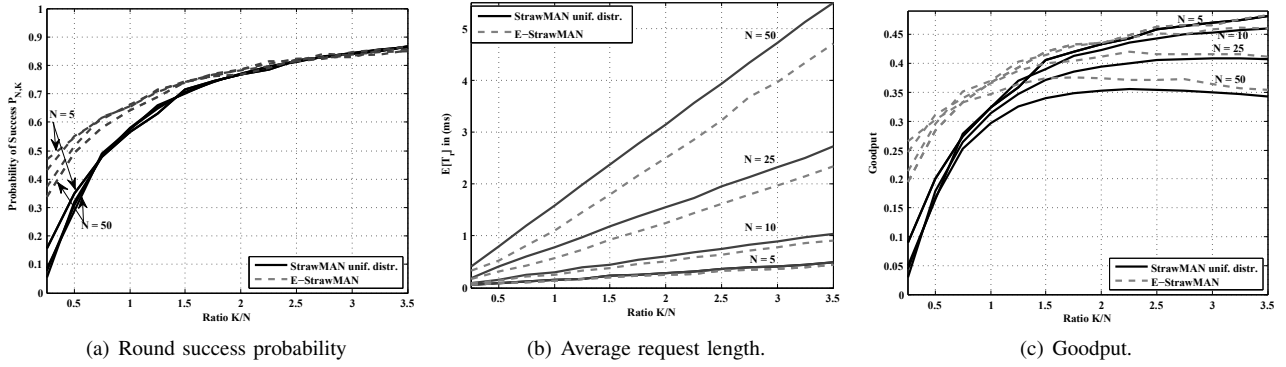 (a)
1
0.9
0.8
0.7
0.6
0.5
0.4
0.3
0.2
0.1
0
Probability of Success P_N,K
N = 5
N = 50
StrawMAN unif. distr.
E-StrawMAN
0.5 1 1.5 2 2.5 3 3.5
Ratio K/N
(a) Round success probability
(b)
5
4
3
2
1
0
E[T_r] in (ms)
StrawMAN unif. distr.
E-StrawMAN
N = 50
N = 25
N = 10
N = 5
0.5 1 1.5 2 2.5 3 3.5
Ratio K/N
(b) Average request length.
(c)
0.45
0.4
0.35
0.3
0.25
0.2
0.15
0.1
0.05
0
Goodput
N = 5
N = 10
N = 25
N = 50
StrawMAN unif. distr.
E-StrawMAN
0.5 1 1.5 2 2.5 3 3.5
Ratio K/N
(c) Goodput.